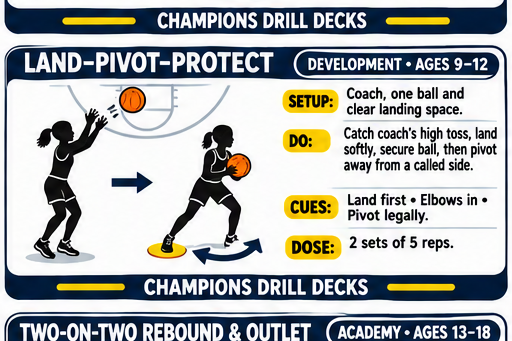 CHAMPIONS DRILL DECKS
LAND–PIVOT–PROTECT
DEVELOPMENT • AGES 9–12
SETUP: Coach, one ball and
clear landing space.
DO: Catch coach's high toss, land
softly, secure ball, then pivot
away from a called side.
CUES: Land first • Elbows in •
Pivot legally.
DOSE: 2 sets of 5 reps.
CHAMPIONS DRILL DECKS
TWO-ON-TWO REBOUND & OUTLET
ACADEMY • AGES 13–18